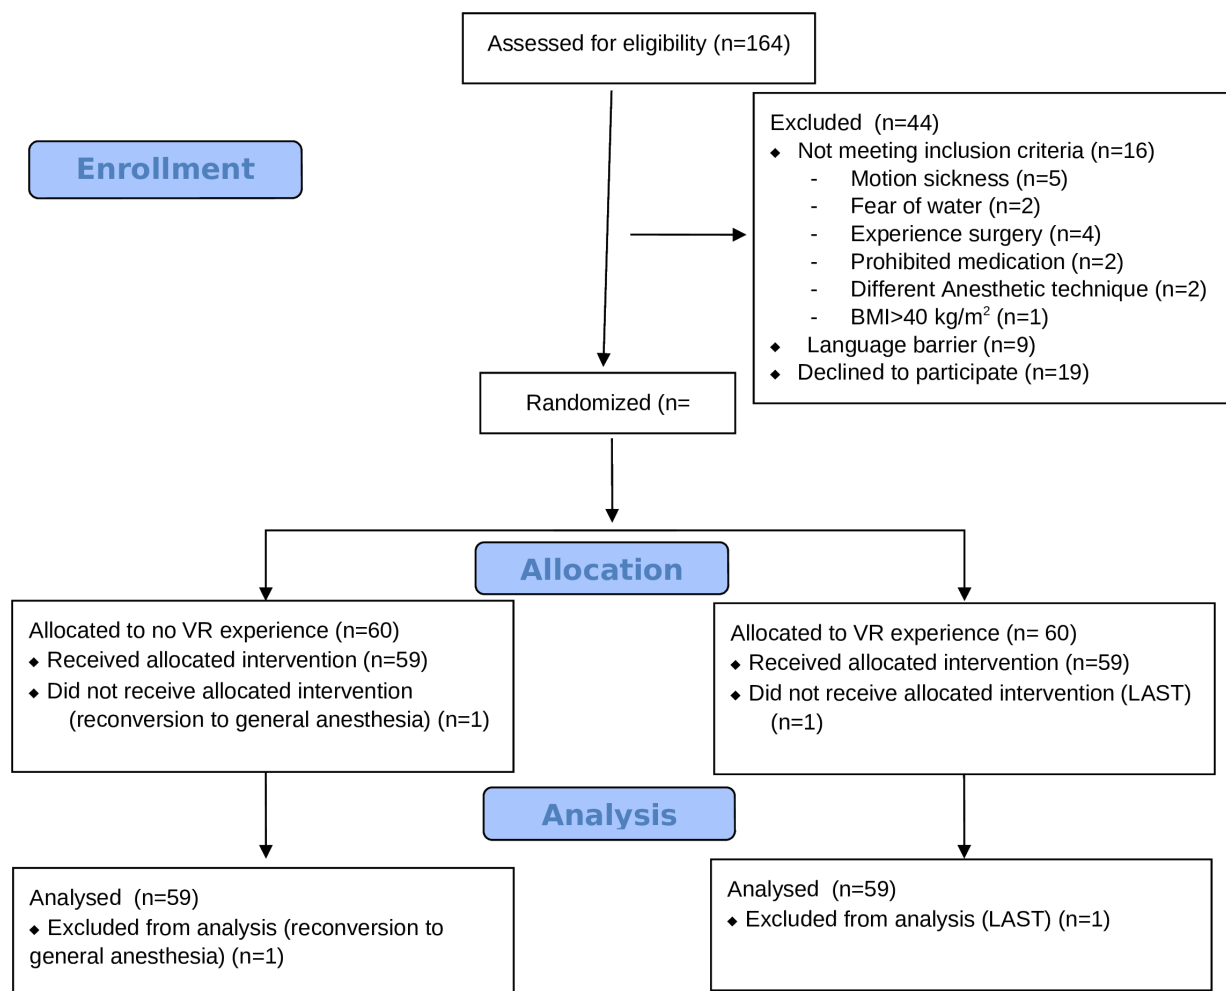 Assessed for eligibility (n=164)
Enrollment
Excluded  (n=44)
◆ Not meeting inclusion criteria (n=16)
- Motion sickness (n=5)
- Fear of water (n=2)
- Experience surgery (n=4)
- Prohibited medication (n=2)
- Different Anesthetic technique (n=2)
- BMI>40 kg/m² (n=1)
◆ Language barrier (n=9)
◆ Declined to participate (n=19)
Randomized (n=
Allocation
Allocated to no VR experience (n=60)
◆ Received allocated intervention (n=59)
◆ Did not receive allocated intervention
(reconversion to general anesthesia) (n=1)
Allocated to VR experience (n= 60)
◆ Received allocated intervention (n=59)
◆ Did not receive allocated intervention (LAST)
(n=1)
Analysis
Analysed  (n=59)
◆ Excluded from analysis (reconversion to
general anesthesia) (n=1)
Analysed  (n=59)
◆ Excluded from analysis (LAST) (n=1)